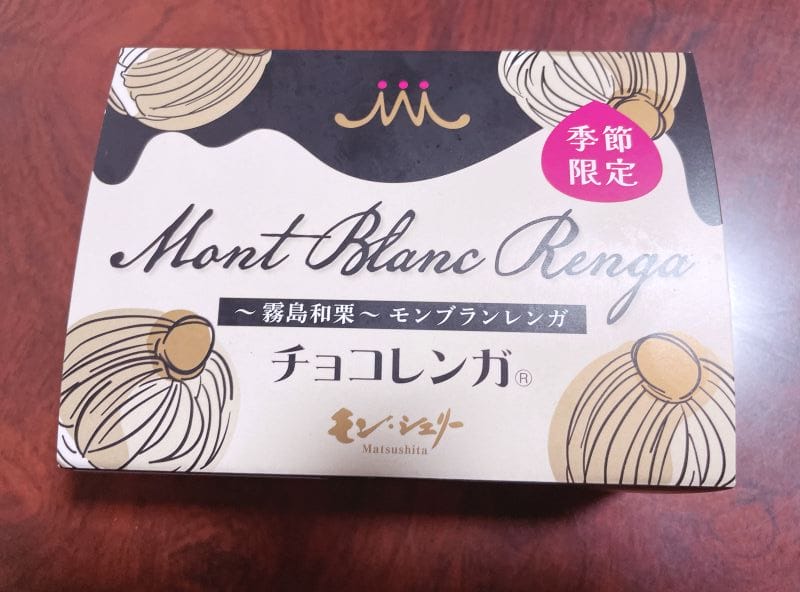 季節
限定
Mont Blanc Renga
～霧島和栗～ モンブランレンガ
チョコレンガ®
モン・シェリー
Matsushita